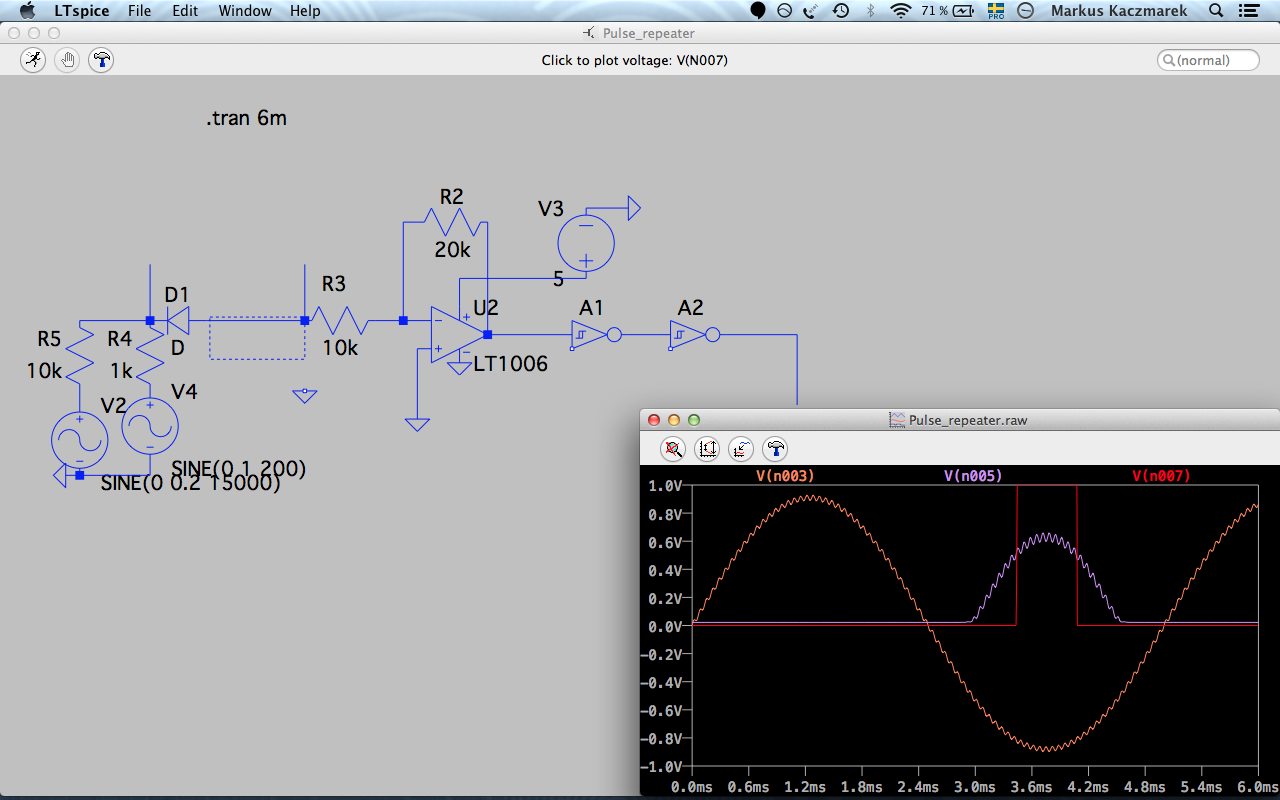 LTspice File Edit Window Help 71% PRO Markus Kaczmarek
Pulse_repeater
Click to plot voltage: V(N007)
(normal)
.tran 6m
R2
20k
V3
5
D1
D
R3
10k
U2
LT1006
A1
A2
R5
10k
R4
1k
V2
V4
SINE(0 1 200)
SINE(0 0.2 15000)
Pulse_repeater.raw
V(n003) V(n005) V(n007)
1.0V
0.8V
0.6V
0.4V
0.2V
0.0V
-0.2V
-0.4V
-0.6V
-0.8V
-1.0V
0.0ms 0.6ms 1.2ms 1.8ms 2.4ms 3.0ms 3.6ms 4.2ms 4.8ms 5.4ms 6.0ms